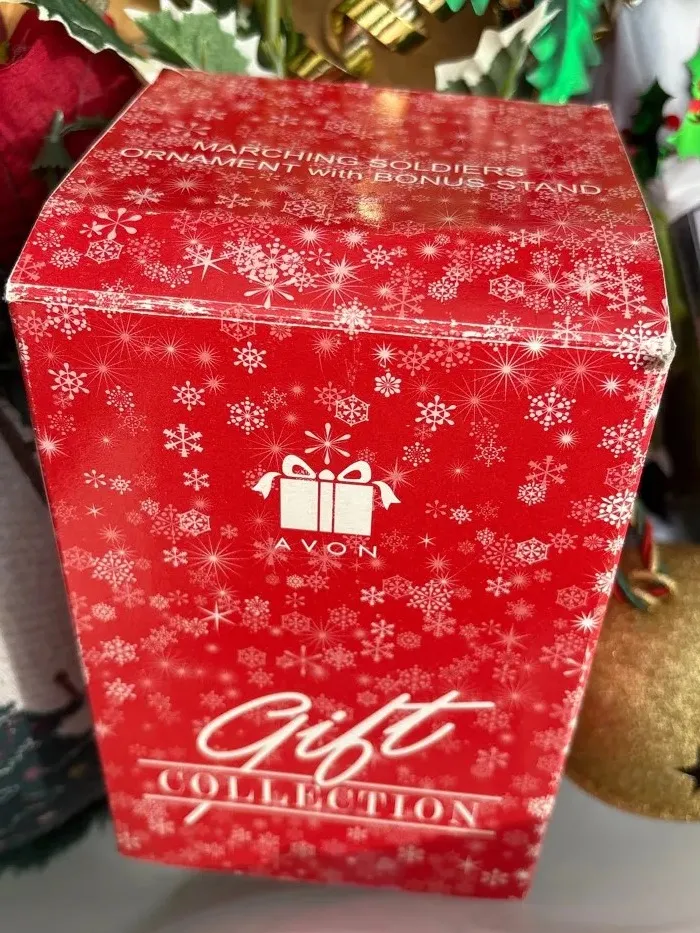 MARCHING SOLDIERS
ORNAMENT with BONUS STAND
AVON
Gift
COLLECTION